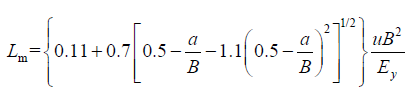 L_m = {0.11+0.7[0.5−a/B−1.1(0.5−a/B)^2]^{1/2}} uB^2/E_y